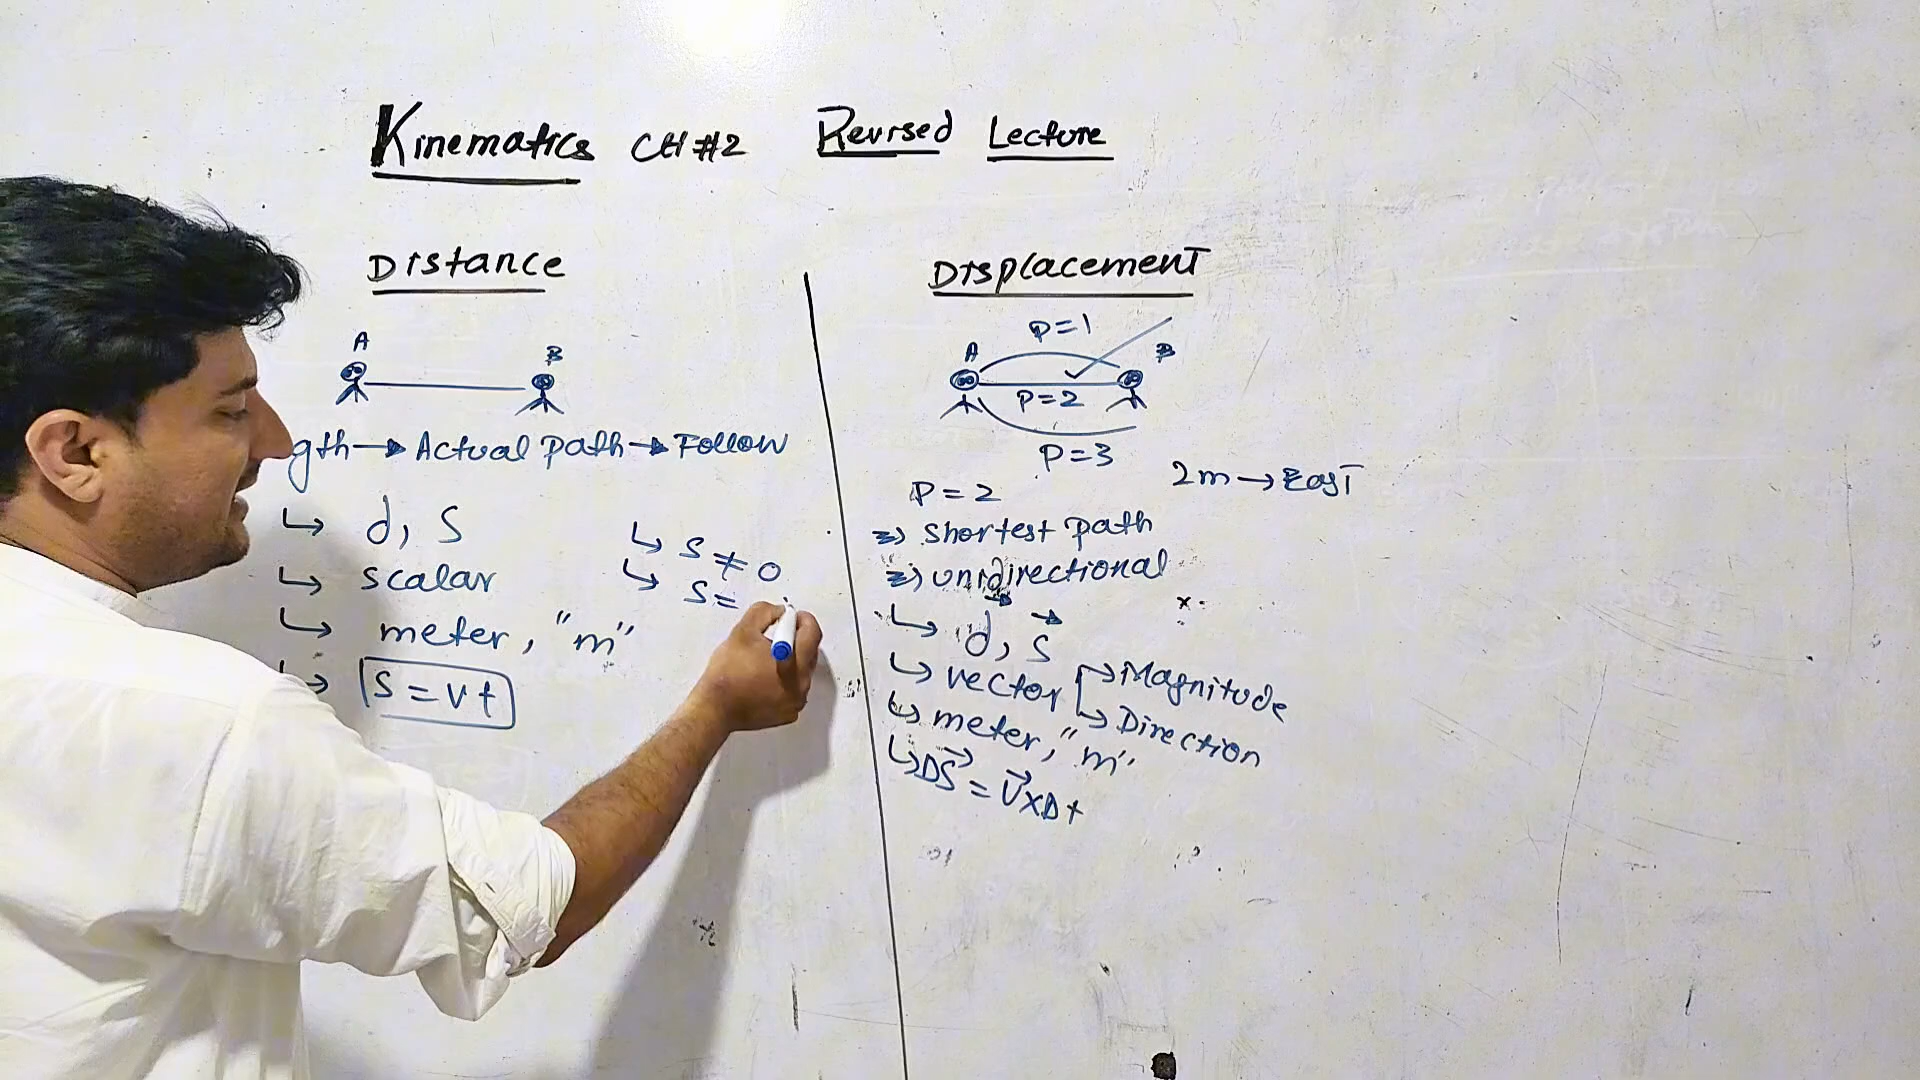 Kinematics CH#2 Revised Lecture
Distance
A B
gth → Actual Path → Follow
↳ d, S
↳ scalar
↳ meter, "m"
↳ S = vt
↳ S ≠ 0
↳ S =
Displacement
P=1
A B
P=2
P=3
2m → East
P = 2
⇒ Shortest path
⇒ unidirectional
↳ d⃗, s⃗
↳ vector → Magnitude
→ Direction
↳ meter, "m"
↳ ΔS⃗ = V⃗ × Δt